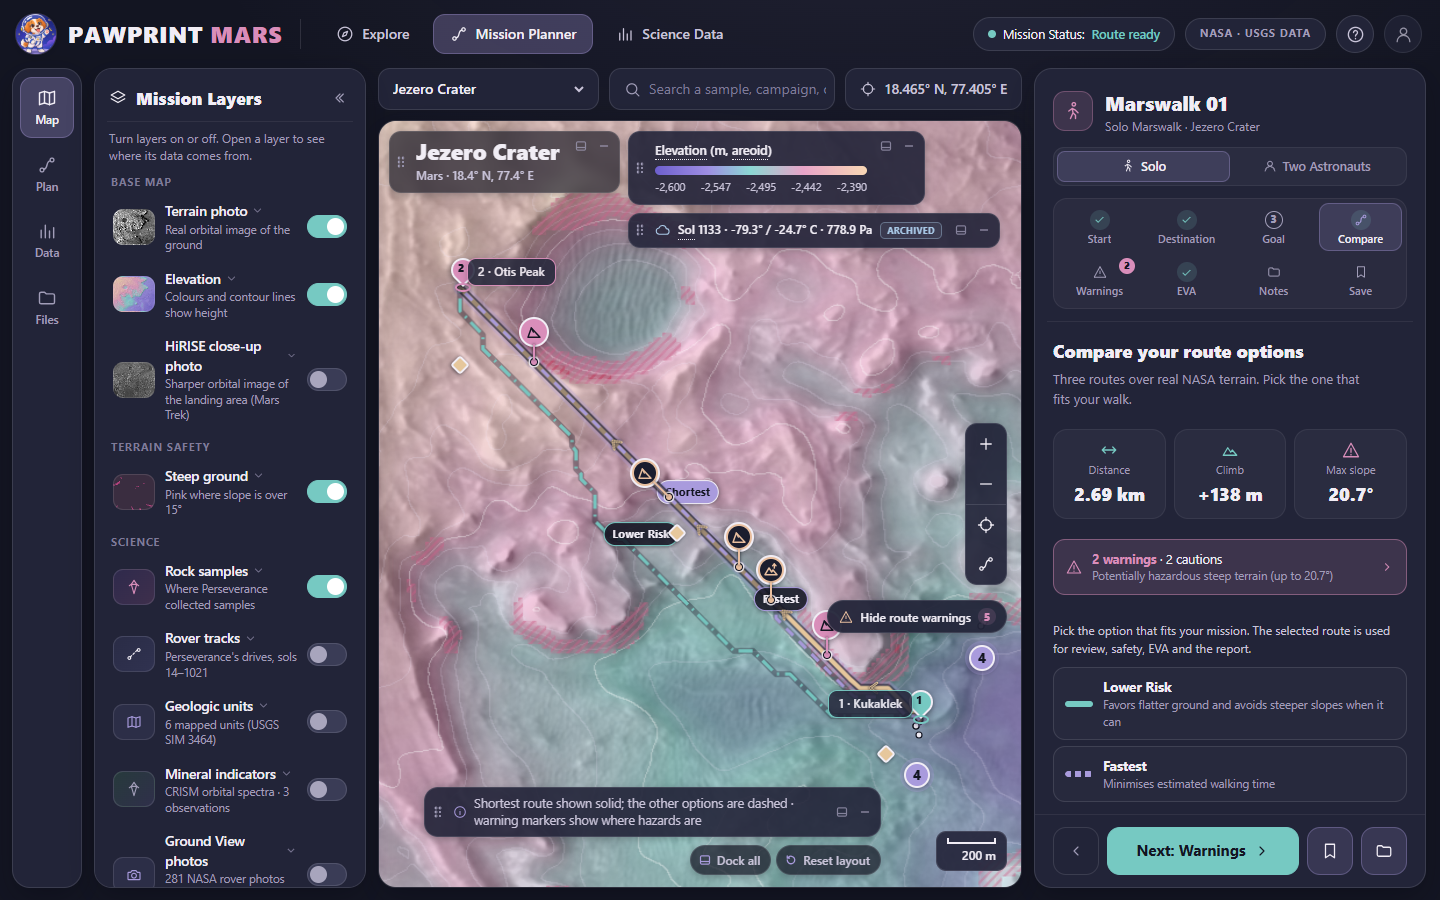 PAWPRINT MARS
Explore
Mission Planner
Science Data
Mission Status: Route ready
NASA · USGS DATA
Map
Plan
Data
Files
Mission Layers
Turn layers on or off. Open a layer to see
where its data comes from.
BASE MAP
Terrain photo
Real orbital image of the
ground
Elevation
Colours and contour lines
show height
HiRISE close-up
photo
Sharper orbital image of
the landing area (Mars
Trek)
TERRAIN SAFETY
Steep ground
Pink where slope is over
15°
SCIENCE
Rock samples
Where Perseverance
collected samples
Rover tracks
Perseverance's drives, sols
14–1021
Geologic units
6 mapped units (USGS
SIM 3464)
Mineral indicators
CRISM orbital spectra · 3
observations
Ground View
photos
281 NASA rover photos
Jezero Crater
Search a sample, campaign, c
18.465° N, 77.405° E
Jezero Crater
Mars · 18.4° N, 77.4° E
Elevation (m, areoid)
-2,600 -2,547 -2,495 -2,442 -2,390
Sol 1133 · -79.3° / -24.7° C · 778.9 Pa ARCHIVED
2
2 · Otis Peak
Shortest
Lower Risk
Fastest
Hide route warnings 5
4
1 · Kukaklek
1
4
Shortest route shown solid; the other options are dashed ·
warning markers show where hazards are
Dock all
Reset layout
200 m
Marswalk 01
Solo Marswalk · Jezero Crater
Solo
Two Astronauts
Start
Destination
3
Goal
Compare
Warnings
2
EVA
Notes
Save
Compare your route options
Three routes over real NASA terrain. Pick the one that
fits your walk.
Distance
2.69 km
Climb
+138 m
Max slope
20.7°
2 warnings · 2 cautions
Potentially hazardous steep terrain (up to 20.7°)
Pick the option that fits your mission. The selected route is used
for review, safety, EVA and the report.
Lower Risk
Favors flatter ground and avoids steeper slopes when it
can
Fastest
Minimises estimated walking time
Next: Warnings